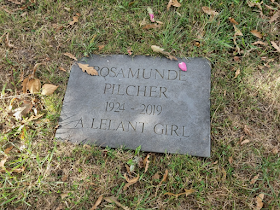 ROSAMUNDE
PILCHER
1924 - 2019
A LELANT GIRL